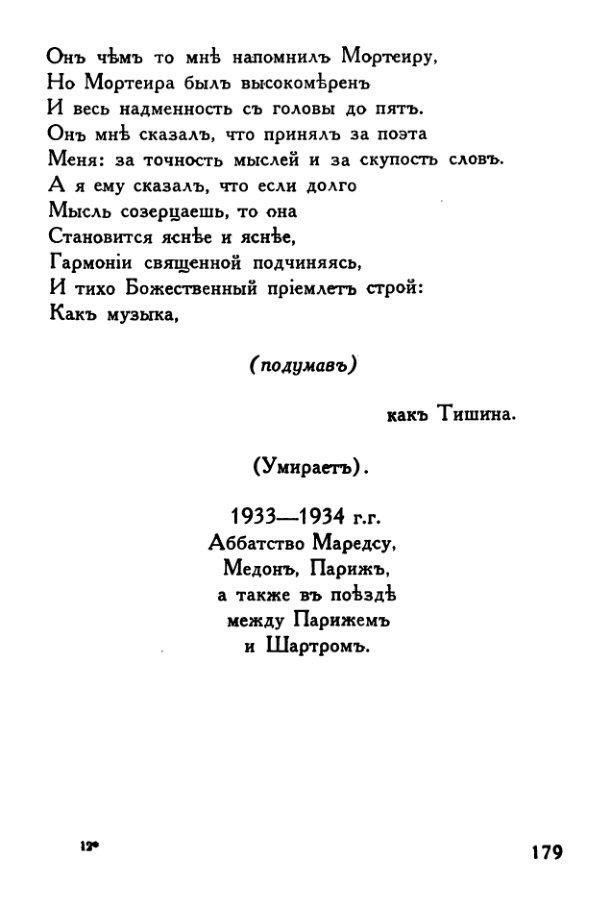 Онъ чѣмъ то мнѣ напомнилъ Мортеиру,
Но Мортеира былъ высокомѣренъ
И весь надменность съ головы до пятъ.
Онъ мнѣ сказалъ, что принялъ за поэта
Меня: за точность мыслей и за скупость словъ.
А я ему сказалъ, что если долго
Мысль созерцаешь, то она
Становится яснѣе и яснѣе,
Гармоніи священной подчиняясь,
И тихо Божественный пріемлетъ строй:
Какъ музыка,
(подумавъ)
какъ Тишина.
(Умираетъ).
1933—1934 г.г.
Аббатство Маредсу,
Медонъ, Парижъ,
а также въ поѣздѣ
между Парижемъ
и Шартромъ.
12*
179